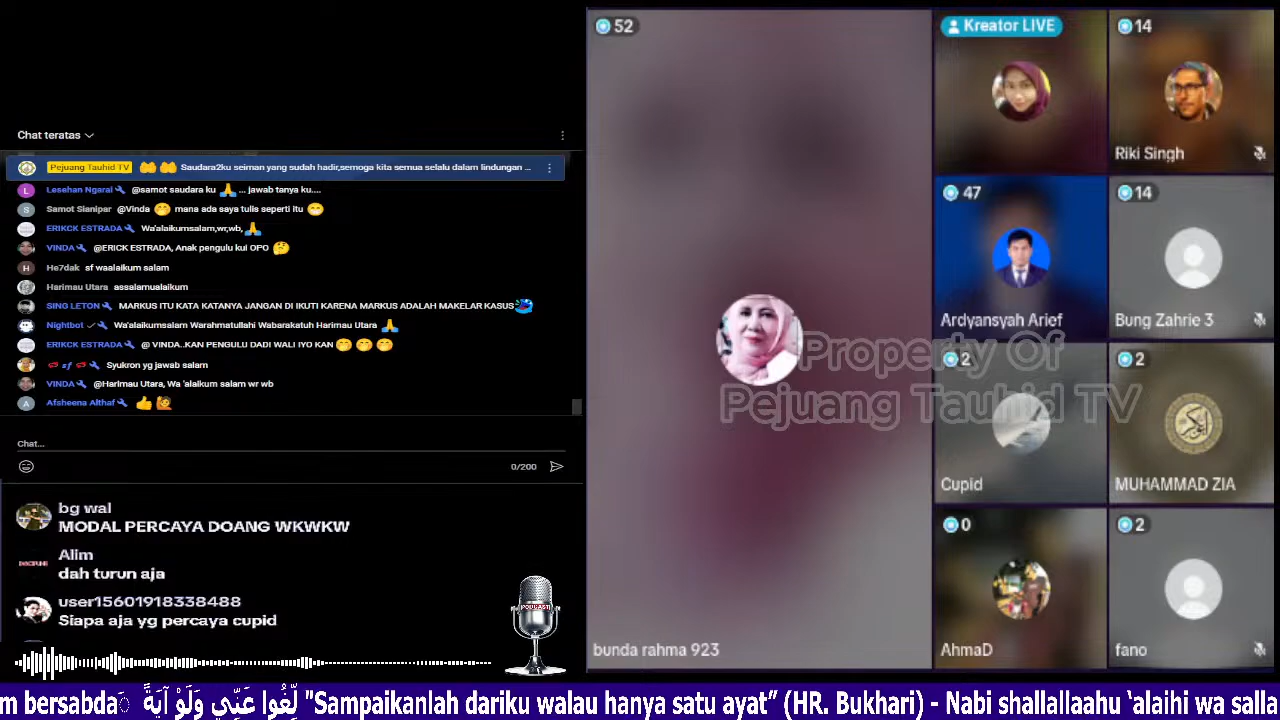 Chat teratas
Pejuang Tauhid TV Saudara2ku seiman yang sudah hadir,semoga kita semua selalu dalam lindungan ...
Lesehan Ngaral @samot saudara ku 🙏 ... jawab tanya ku....
Samot Sianipar @Vinda 🤭 mana ada saya tulis seperti itu 😁
ERIKCK ESTRADA Wa'alaikumsalam,wr,wb,🙏
VINDA @ERICK ESTRADA, Anak pengulu kui OPO 🤔
He7dak sf waalaikum salam
Harimau Utara assalamualaikum
SING LETON MARKUS ITU KATA KATANYA JANGAN DI IKUTI KARENA MARKUS ADALAH MAKELAR KASUS
Nightbot Wa'alaikumsalam Warahmatullahi Wabarakatuh Harimau Utara 🙏
ERIKCK ESTRADA @ VINDA..KAN PENGULU DADI WALI IYO KAN 🤭 🤭 🤭
sf Syukron yg jawab salam
VINDA @Harimau Utara, Wa 'alaikum salam wr wb
Afsheena Althaf 👍 🙋
Chat...
0/200
bg wal
MODAL PERCAYA DOANG WKWKW
Alim
dah turun aja
user15601918338488
Siapa aja yg percaya cupid
PODCAST
52
bunda rahma 923
Kreator LIVE
14
Riki Singh
47
Ardyansyah Arief
14
Bung Zahrie 3
2
Cupid
2
MUHAMMAD ZIA
0
AhmaD
2
fano
Property Of
Pejuang Tauhid TV
m bersabda: بَلِّغُوا عَنِّي وَلَوْ آيَةً "Sampaikanlah dariku walau hanya satu ayat” (HR. Bukhari) - Nabi shallallaahu ‘alaihi wa salla